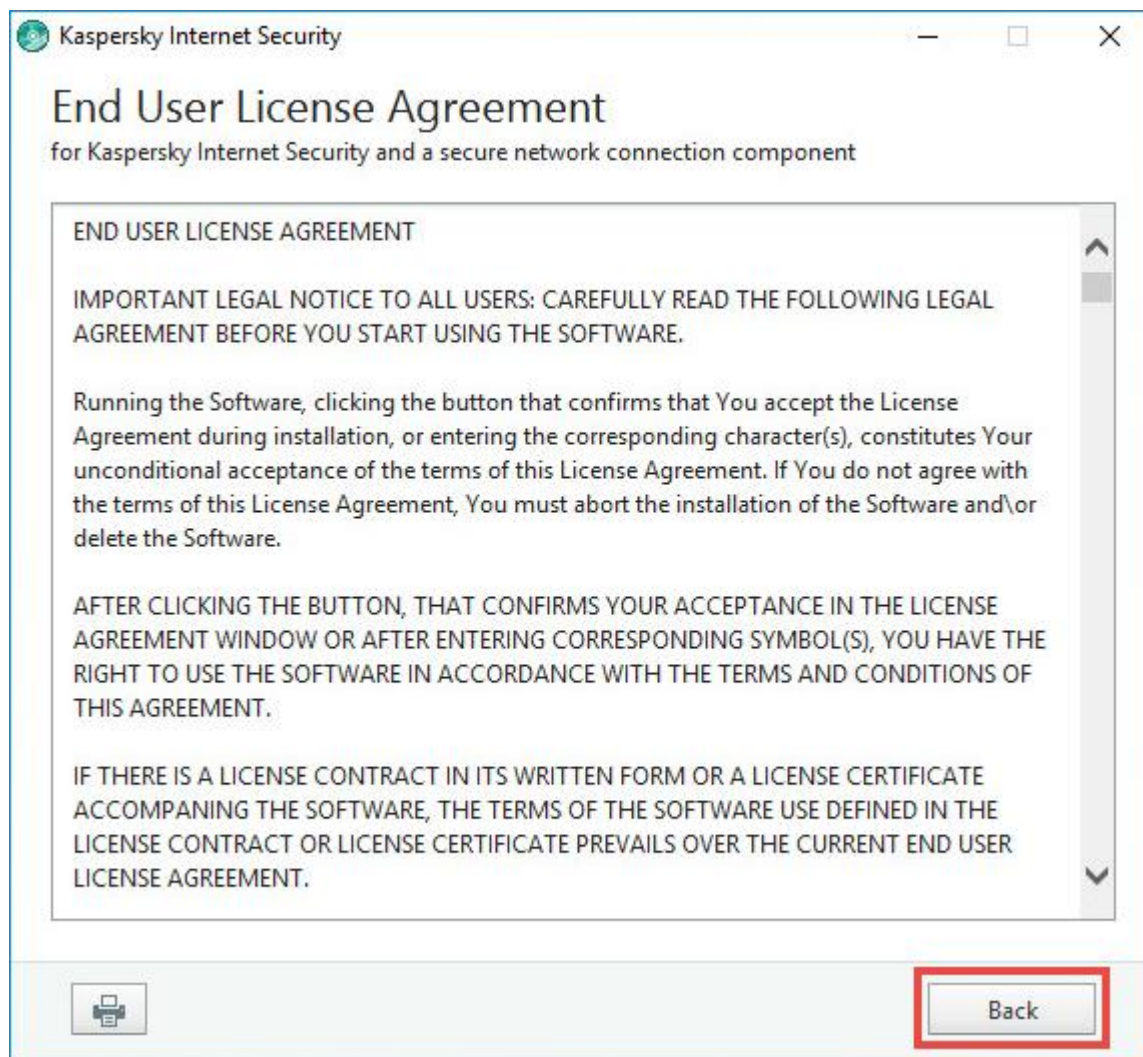 Kaspersky Internet Security
End User License Agreement
for Kaspersky Internet Security and a secure network connection component
END USER LICENSE AGREEMENT
IMPORTANT LEGAL NOTICE TO ALL USERS: CAREFULLY READ THE FOLLOWING LEGAL
AGREEMENT BEFORE YOU START USING THE SOFTWARE.
Running the Software, clicking the button that confirms that You accept the License
Agreement during installation, or entering the corresponding character(s), constitutes Your
unconditional acceptance of the terms of this License Agreement. If You do not agree with
the terms of this License Agreement, You must abort the installation of the Software and\or
delete the Software.
AFTER CLICKING THE BUTTON, THAT CONFIRMS YOUR ACCEPTANCE IN THE LICENSE
AGREEMENT WINDOW OR AFTER ENTERING CORRESPONDING SYMBOL(S), YOU HAVE THE
RIGHT TO USE THE SOFTWARE IN ACCORDANCE WITH THE TERMS AND CONDITIONS OF
THIS AGREEMENT.
IF THERE IS A LICENSE CONTRACT IN ITS WRITTEN FORM OR A LICENSE CERTIFICATE
ACCOMPANING THE SOFTWARE, THE TERMS OF THE SOFTWARE USE DEFINED IN THE
LICENSE CONTRACT OR LICENSE CERTIFICATE PREVAILS OVER THE CURRENT END USER
LICENSE AGREEMENT.
Back